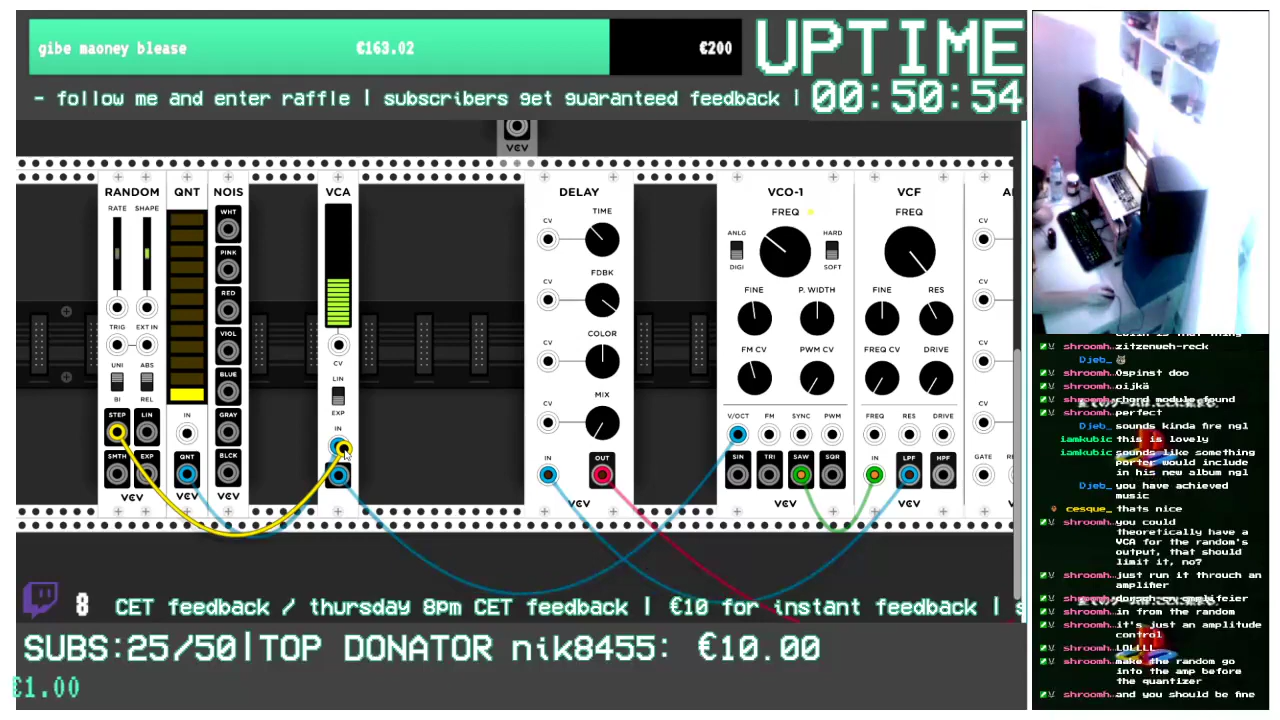 gibe maoney blease €163.02 €200
UPTIME
- follow me and enter raffle | subscribers get guaranteed feedback |
00:50:54
VCV
RANDOM QNT NOIS VCA DELAY VCO-1 VCF
RATE SHAPE WHT TIME FREQ FREQ
CV ANLG HARD CV
DIGI SOFT
PINK FDBK
CV FINE P. WIDTH FINE RES CV
RED
TRIG EXT IN VIOL COLOR
CV FM CV PWM CV FREQ CV DRIVE CV
UNI ABS CV
BI REL LIN
BLUE EXP MIX
CV CV
STEP LIN IN GRAY IN V/OCT FM SYNC PWM FREQ RES DRIVE
SMTH EXP QNT BLCK IN OUT SIN TRI SAW SQR IN LPF HPF GATE
VCV VCV VCV VCV VCV VCV
8 CET feedback / thursday 8pm CET feedback | €10 for instant feedback |
SUBS:25/50|TOP DONATOR nik8455: €10.00
€1.00
shroomh… zitzenweh-reck
Djeb_
shroomh… 0spinst doo
shroomh… oijkä
shroomh… chord module found
shroomh… perfect
Djeb_ sounds kinda fire ngl
iamkubic this is lovely
iamkubic sounds like something
porter would include
in his new album ngl
Djeb_ you have achieved
music
cesque_ thats nice
shroomh… you could
theoretically have a
VCA for the random's
output, that should
limit it, no?
shroomh… just run it through an
amplifier
shroomh… in from the random
shroomh… it's just an amplitude
control
shroomh… LOLLLL
shroomh… make the random go
into the amp before
the quantizer
shroomh… and you should be fine